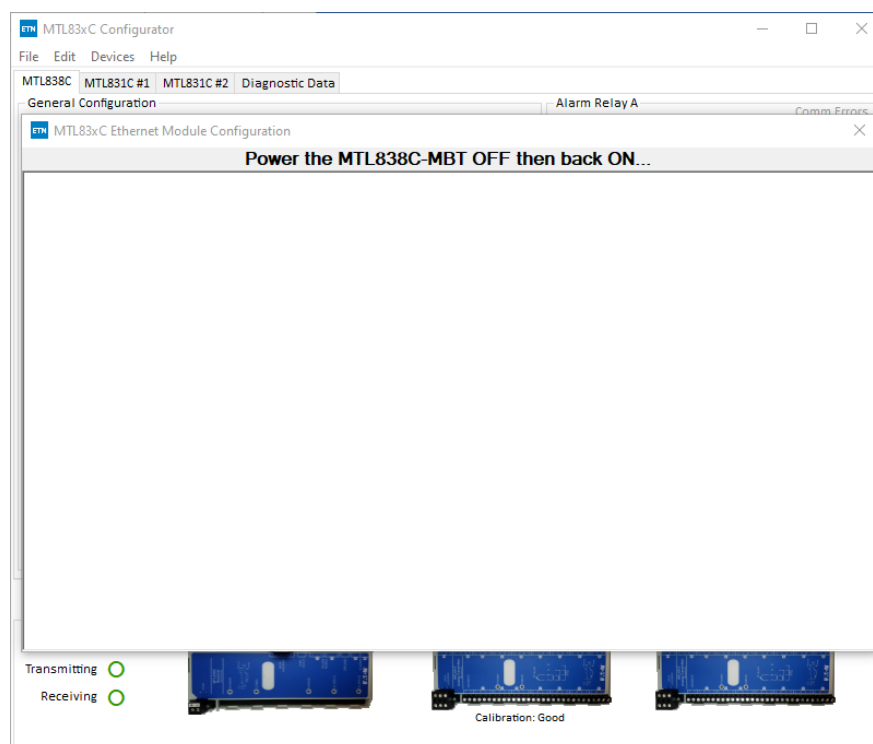 ETN MTL83xC Configurator
File Edit Devices Help
MTL838C MTL831C #1 MTL831C #2 Diagnostic Data
General Configuration Alarm Relay A
Comm Errors
ETN MTL83xC Ethernet Module Configuration
Power the MTL838C-MBT OFF then back ON...
Transmitting
Receiving
Calibration: Good